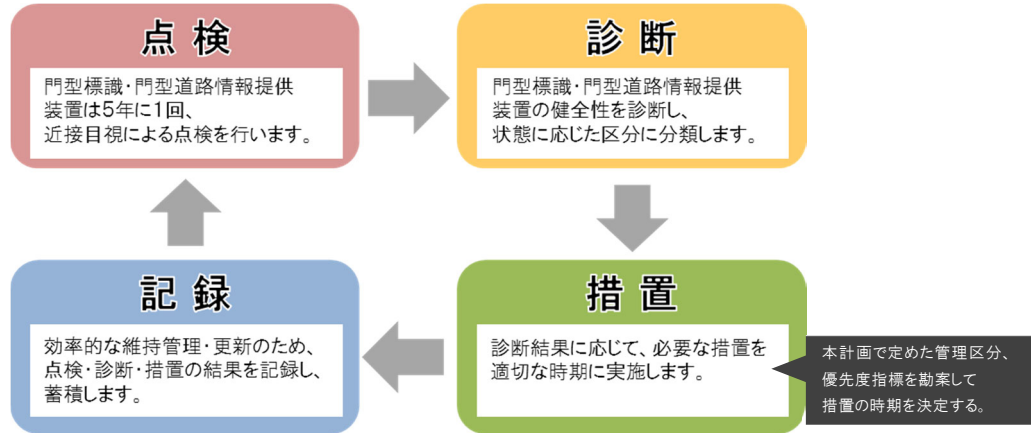 点検
門型標識・門型道路情報提供
装置は5年に1回、
近接目視による点検を行います。
診断
門型標識・門型道路情報提供
装置の健全性を診断し、
状態に応じた区分に分類します。
措置
診断結果に応じて、必要な措置を
適切な時期に実施します。
本計画で定めた管理区分、
優先度指標を勘案して
措置の時期を決定する。
記録
効率的な維持管理・更新のため、
点検・診断・措置の結果を記録し、
蓄積します。